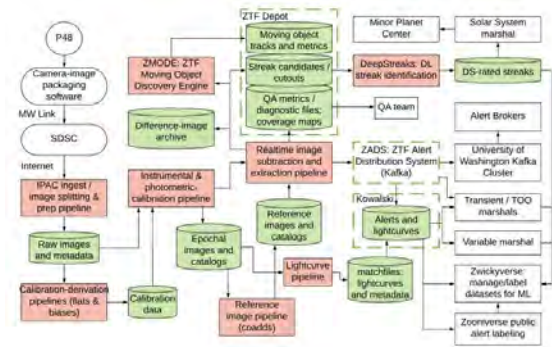 P48
Camera-image
packaging
software
MW Link
SDSC
Internet
IPAC ingest /
image splitting &
prep pipeline
Raw images
and metadata
Calibration-derivation
pipelines (flats &
biases)
Calibration
data
ZMODE: ZTF
Moving Object
Discovery Engine
Difference-image
archive
Instrumental &
photometric-
calibration pipeline
Epochal
images and
catalogs
Reference
image pipeline
(coadds)
ZTF Depot
Moving object
tracks and metrics
Streak candidates /
cutouts
QA metrics /
diagnostic files;
coverage maps
Realtime image
subtraction and
extraction pipeline
Reference
images and
catalogs
Lightcurve
pipeline
matchfiles:
lightcurves
and metadata
DeepStreaks: DL
streak identification
QA team
ZADS: ZTF Alert
Distribution System
(Kafka)
Kowalski
Alerts and
lightcurves
Minor Planet
Center
Solar System
marshal
DS-rated streaks
Alert Brokers
University of
Washington Kafka
Cluster
Transient / TOO
marshals
Variable marshal
Zwickyverse:
manage/label
datasets for ML
Zooniverse public
alert labeling